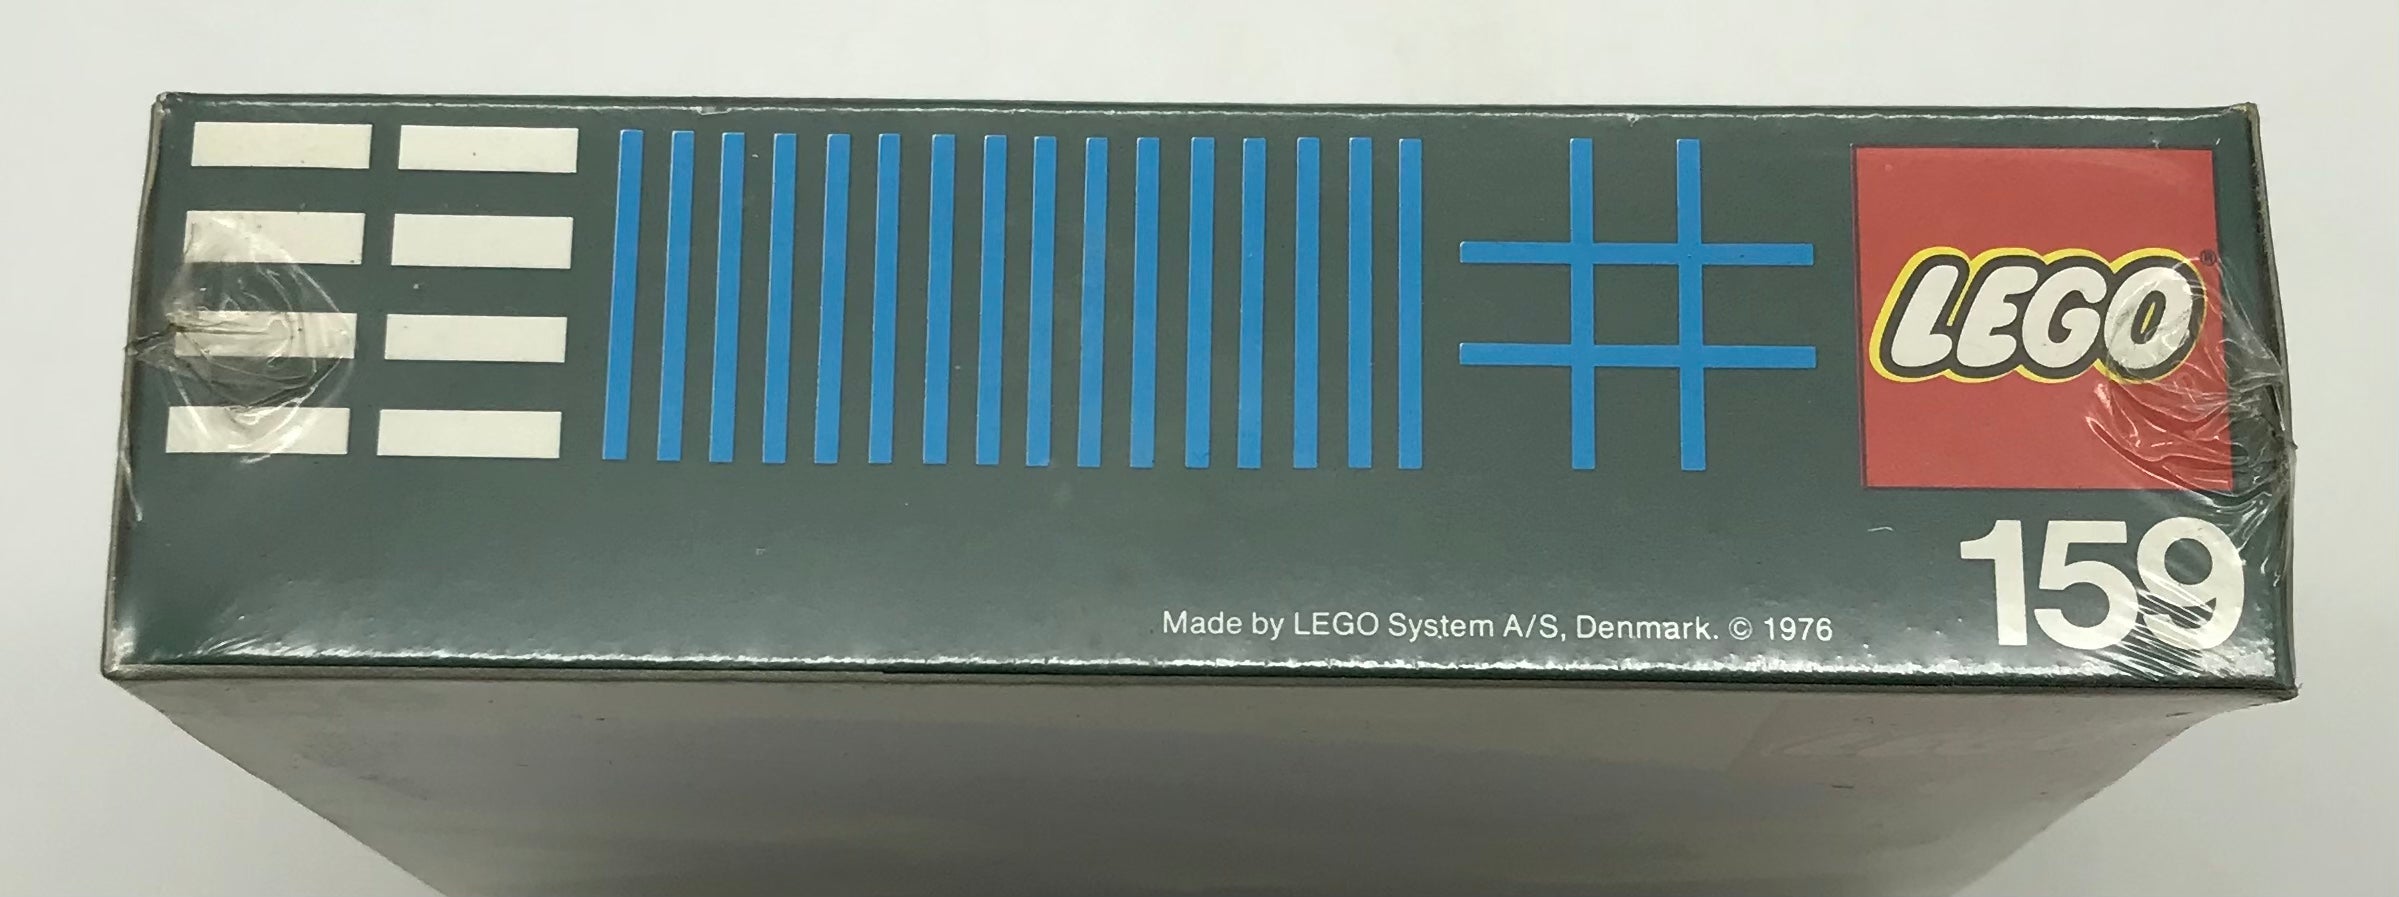 LEGO®
159
Made by LEGO System A/S, Denmark. © 1976